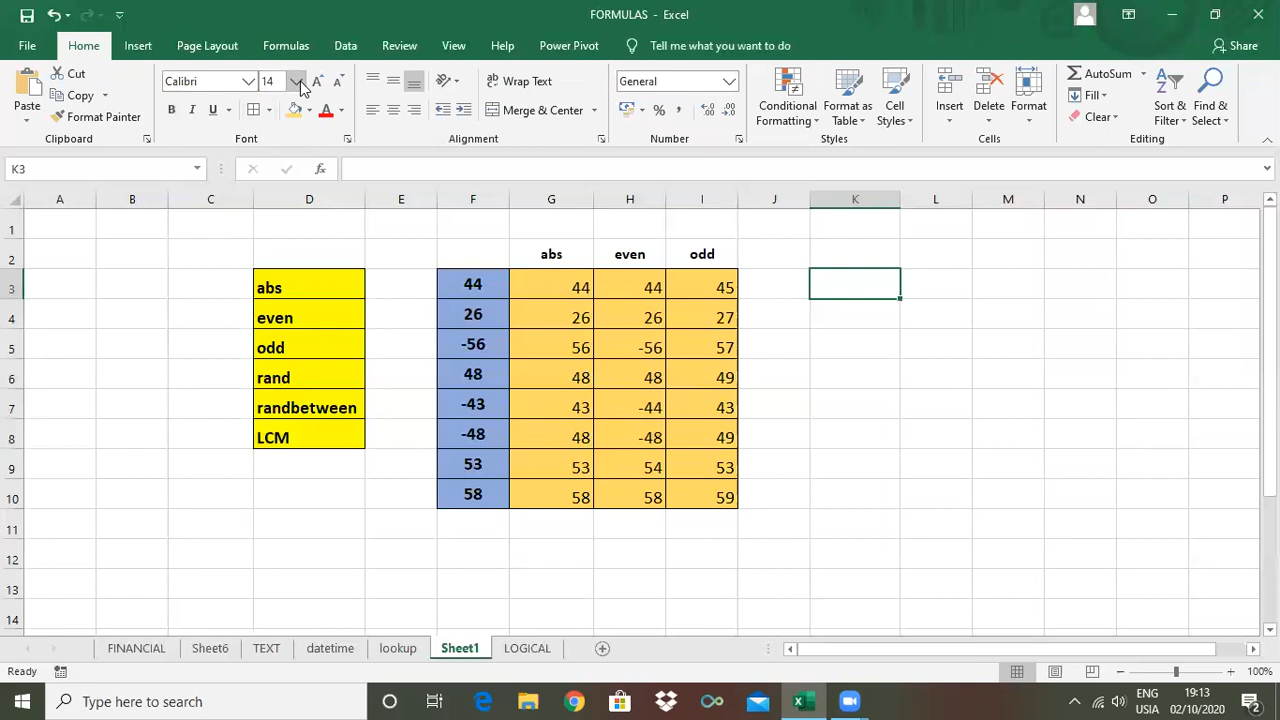 FORMULAS - Excel
File Home Insert Page Layout Formulas Data Review View Help Power Pivot Tell me what you want to do Share
Paste Cut Copy Format Painter Clipboard
Calibri 14 A A B I U A Font
ab Wrap Text Merge & Center Alignment
General % , Number
Conditional Formatting Format as Table Cell Styles Styles
Insert Delete Format Cells
AutoSum Fill Clear Sort & Filter Find & Select Editing
K3 fx
A B C D E F G H I J K L M N O P
1
2 abs even odd
3 abs 44 44 44 45
4 even 26 26 26 27
5 odd -56 56 -56 57
6 rand 48 48 48 49
7 randbetween -43 43 -44 43
8 LCM -48 48 -48 49
9 53 53 54 53
10 58 58 58 59
11
12
13
14
FINANCIAL Sheet6 TEXT datetime lookup Sheet1 LOGICAL
Ready 100%
Type here to search ENG 19:13
USIA 02/10/2020 2